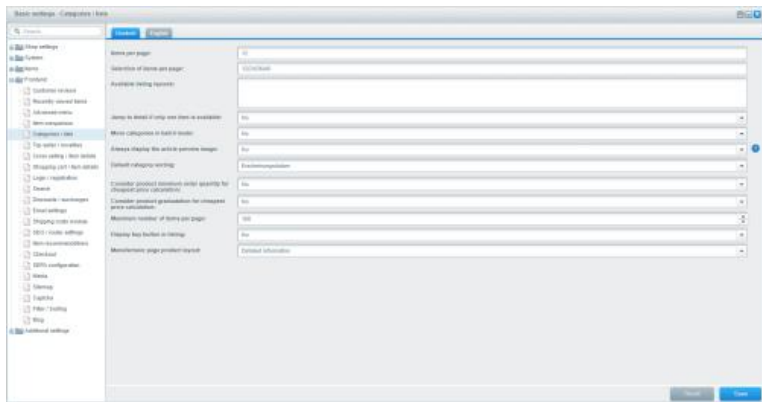 Basic settings - Categories / lists
Search
Deutsch
English
Shop settings
System
Items
Frontend
Customer reviews
Recently viewed items
Advanced menu
Item comparison
Categories / lists
Top seller / novelties
Cross selling / item details
Shopping cart / item details
Login / registration
Search
Discounts / surcharges
Email settings
Shipping costs module
SEO / router settings
Item recommendations
Checkout
SEPA configuration
Media
Sitemap
Captcha
Filter / Sorting
Blog
Additional settings
Items per page:
Selection of items per page:
Available listing layouts:
Jump to detail if only one item is available:
No
Move categories in batch mode:
No
Always display the article preview image:
No
Default category sorting:
Erscheinungsdatum
Consider product minimum order quantity for
cheapest price calculation:
No
Consider product graduation for cheapest
price calculation:
No
Maximum number of items per page:
Display buy button in listing:
No
Manufacturer page product layout:
Detailed information
Reset
Save